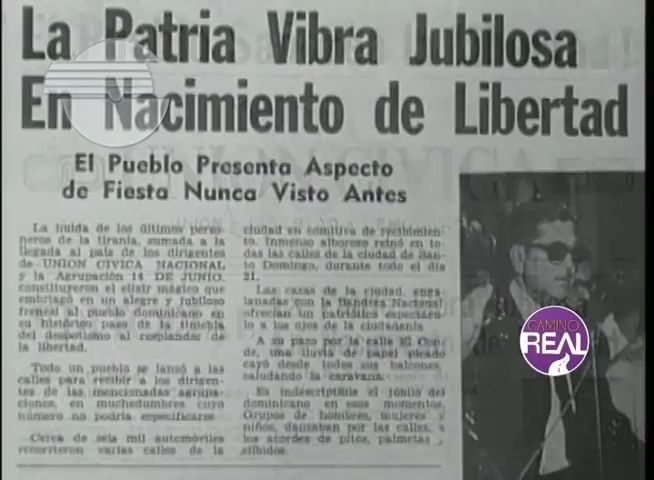 La Patria Vibra Jubilosa
En Nacimiento de Libertad
El Pueblo Presenta Aspecto
de Fiesta Nunca Visto Antes
La huída de los últimos perso-
neros de la tiranía, sumada a la
llegada al país de los dirigentes
de UNION CIVICA NACIONAL
y la Agrupación 14 DE JUNIO,
constituyeron el elíxir mágico que
embriagó en un alegre y jubiloso
frenesí al pueblo dominicano en
su histórico paso de la tiniebla
del despotismo al resplandor de
la libertad.
Todo un pueblo se lanzó a las
calles para recibir a los dirigen-
tes de las mencionadas agrupa-
ciones, en muchedumbres cuyo
número no podría especificarse.
Cerca de seis mil automóviles
recorrieron varias calles de la
ciudad en comitiva de recibimien-
to. Inmenso alborozo reinó en to-
das las calles de la ciudad de San-
to Domingo, durante todo el día
21.
Las casas de la ciudad, enga-
lanadas con la Bandera Nacional
ofrecían un patriótico espectácu-
lo a los ojos de la ciudadanía
A su paso por la calle El Con-
de, una lluvia de papel picado
cayó desde todos sus balcones,
saludando la caravana.
Es indescriptible el júbilo del
dominicano en esos momentos.
Grupos de hombres, mujeres y
niños, danzaban por las calles, a
los acordes de pitos, palmetas y
silbidos.
CAMINO
REAL